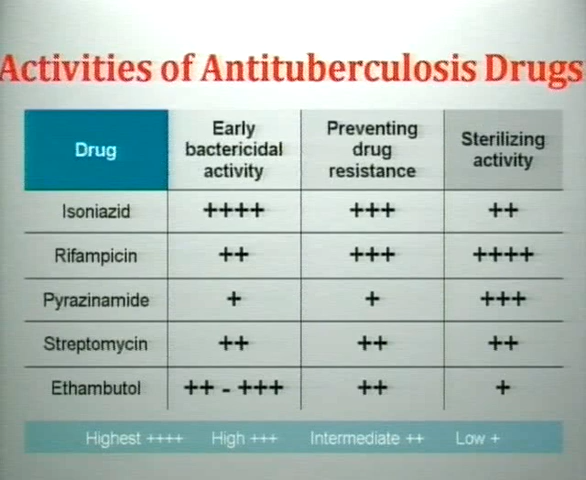 Activities of Antituberculosis Drugs
Drug Early bactericidal activity Preventing drug resistance Sterilizing activity
Isoniazid ++++ +++ ++
Rifampicin ++ +++ ++++
Pyrazinamide + + +++
Streptomycin ++ ++ ++
Ethambutol ++ - +++ ++ +
Highest ++++ High +++ Intermediate ++ Low +